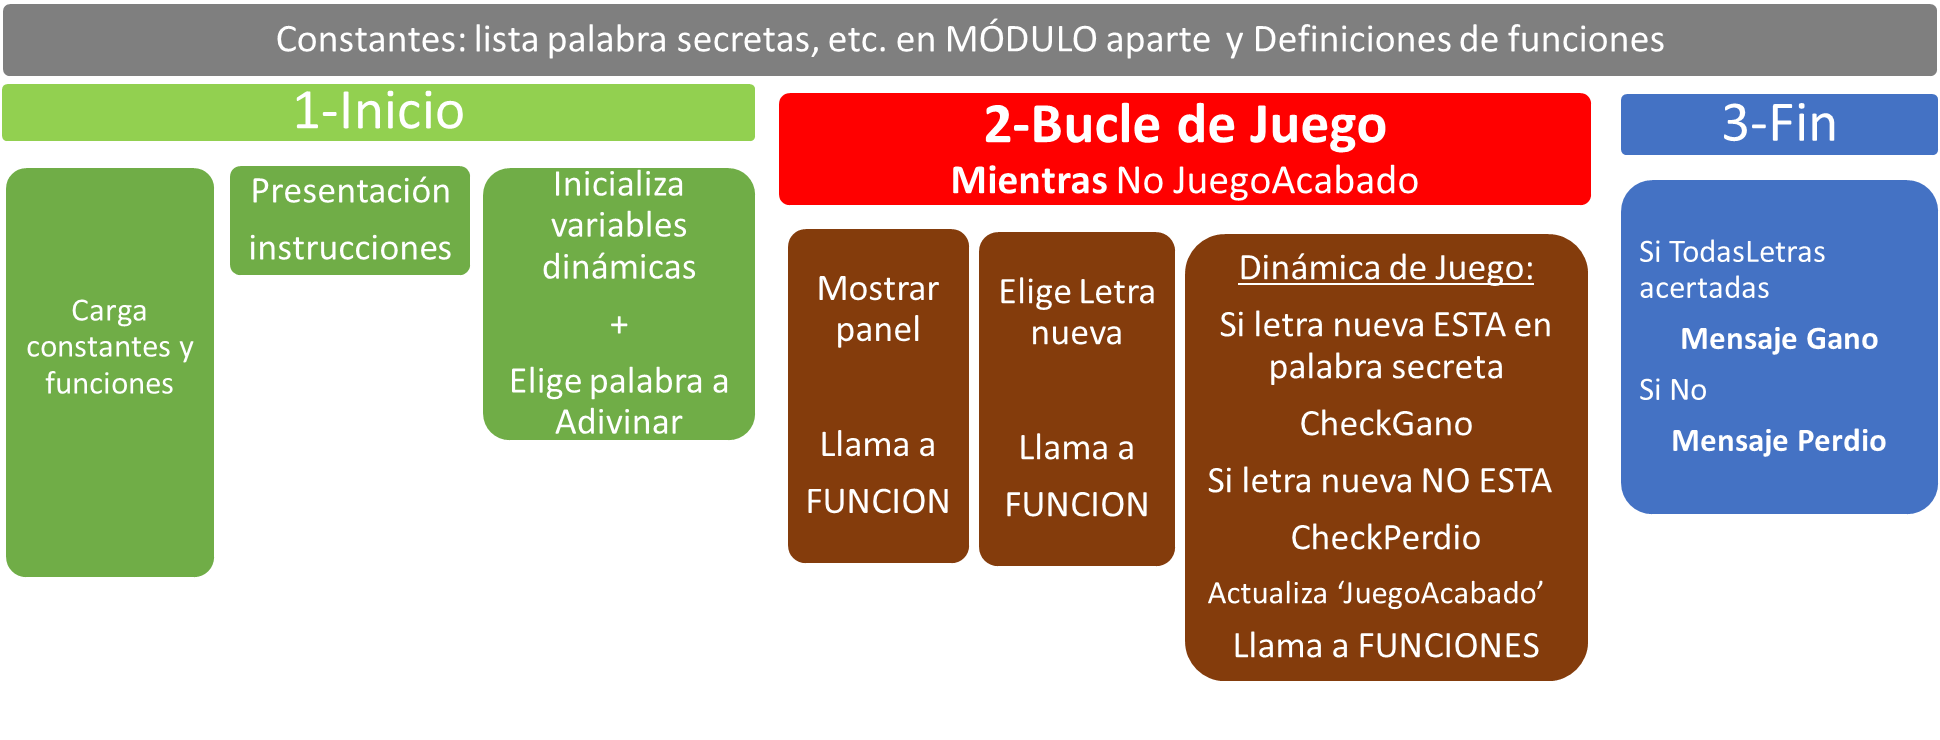 Constantes: lista palabra secretas, etc. en MÓDULO aparte y Definiciones de funciones
1-Inicio
Carga
constantes y
funciones
Presentación
instrucciones
Inicializa
variables
dinámicas
+
Elige palabra a
Adivinar
2-Bucle de Juego
Mientras No JuegoAcabado
Mostrar
panel
Llama a
FUNCION
Elige Letra
nueva
Llama a
FUNCION
Dinámica de Juego:
Si letra nueva ESTA en
palabra secreta
CheckGano
Si letra nueva NO ESTA
CheckPerdio
Actualiza ‘JuegoAcabado’
Llama a FUNCIONES
3-Fin
Si TodasLetras
acertadas
Mensaje Gano
Si No
Mensaje Perdio